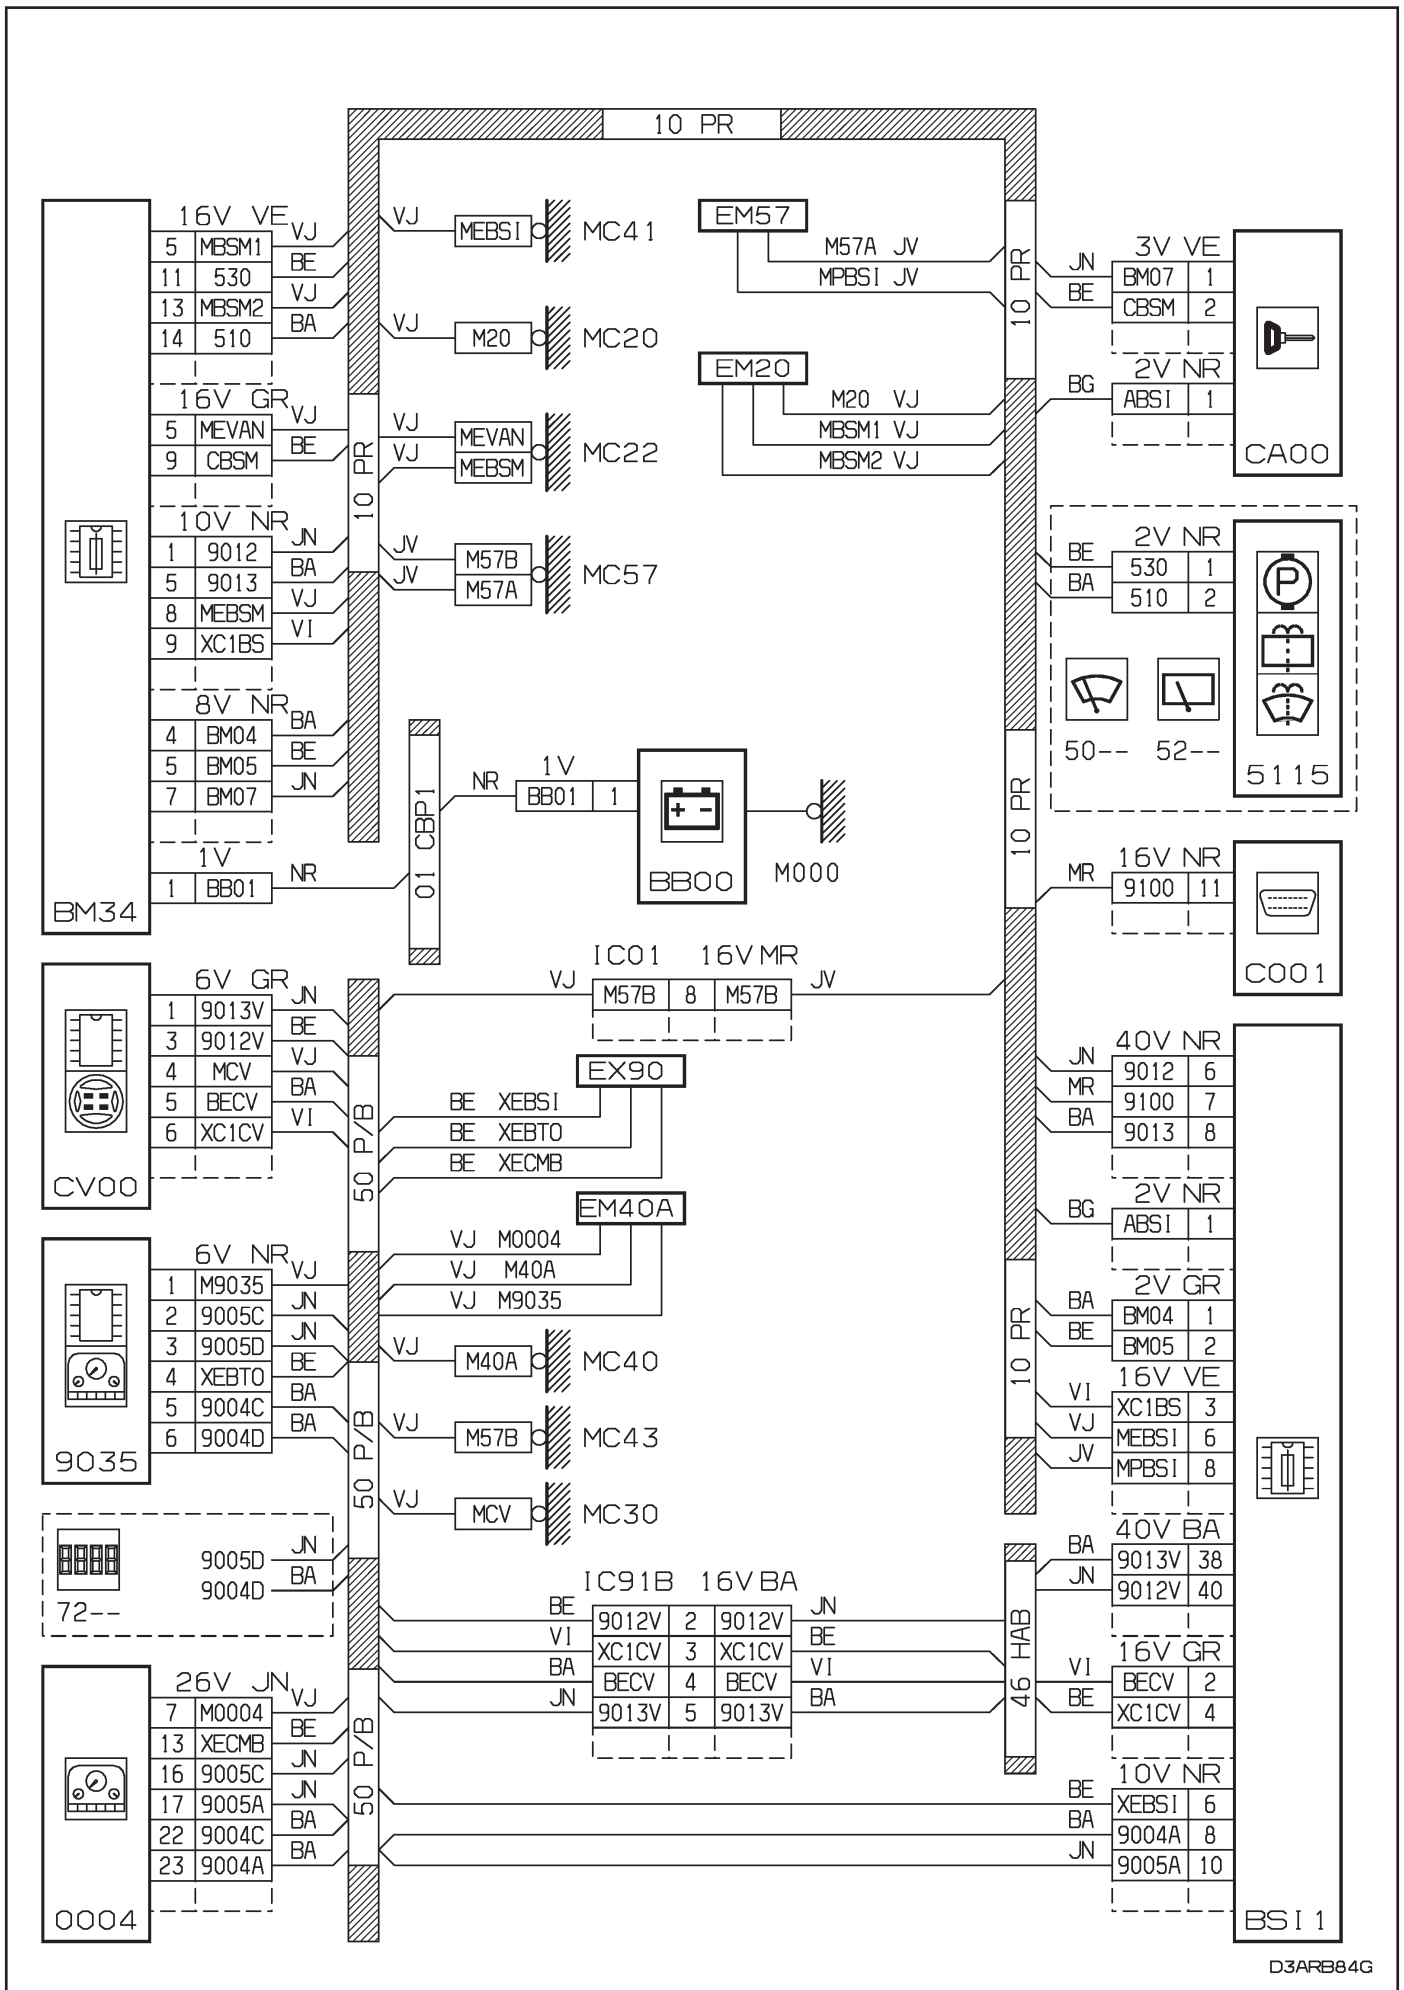 10 PR
16V VE
5 MBSM1 VJ
11 530 BE
13 MBSM2 VJ
14 510 BA
16V GR
5 MEVAN VJ
9 CBSM BE
10V NR
1 9012 JN
5 9013 BA
8 MEBSM VJ
9 XC1BS VI
8V NR
4 BM04 BA
5 BM05 BE
7 BM07 JN
1V
1 BB01 NR
BM34
10 PR
VJ MEBSI MC41
VJ M20 MC20
VJ MEVAN
VJ MEBSM
MC22
JV M57B
JV M57A
MC57
EM57
M57A JV
MPBSI JV
EM20
M20 VJ
MBSM1 VJ
MBSM2 VJ
10 PR
3V VE
JN BM07 1
BE CBSM 2
2V NR
BG ABSI 1
CA00
2V NR
BE 530 1
BA 510 2
P
50-- 52--
5115
01 CBP1
1V
NR BB01 1
+ -
BB00
M000
10 PR
16V NR
MR 9100 11
C001
6V GR
1 9013V JN
3 9012V BE
4 MCV VJ
5 BECV BA
6 XC1CV VI
CV00
50 P/B
IC01 16V MR
VJ M57B 8 M57B JV
EX90
BE XEBSI
BE XEBTO
BE XECMB
EM40A
VJ M0004
VJ M40A
VJ M9035
40V NR
JN 9012 6
MR 9100 7
BA 9013 8
2V NR
BG ABSI 1
2V GR
BA BM04 1
BE BM05 2
16V VE
VI XC1BS 3
VJ MEBSI 6
JV MPBSI 8
10 PR
6V NR
1 M9035 VJ
2 9005C JN
3 9005D JN
4 XEBTO BE
5 9004C BA
6 9004D BA
9035
50 P/B
VJ M40A MC40
VJ M57B MC43
VJ MCV MC30
72--
9005D JN
9004D BA
IC91B 16V BA
BE 9012V 2 9012V JN
VI XC1CV 3 XC1CV BE
BA BECV 4 BECV VI
JN 9013V 5 9013V BA
46 HAB
40V BA
BA 9013V 38
JN 9012V 40
16V GR
VI BECV 2
BE XC1CV 4
10V NR
BE XEBSI 6
BA 9004A 8
JN 9005A 10
BSI1
26V JN
7 M0004 VJ
13 XECMB BE
16 9005C JN
17 9005A JN
22 9004C BA
23 9004A BA
0004
50 P/B
D3ARB84G